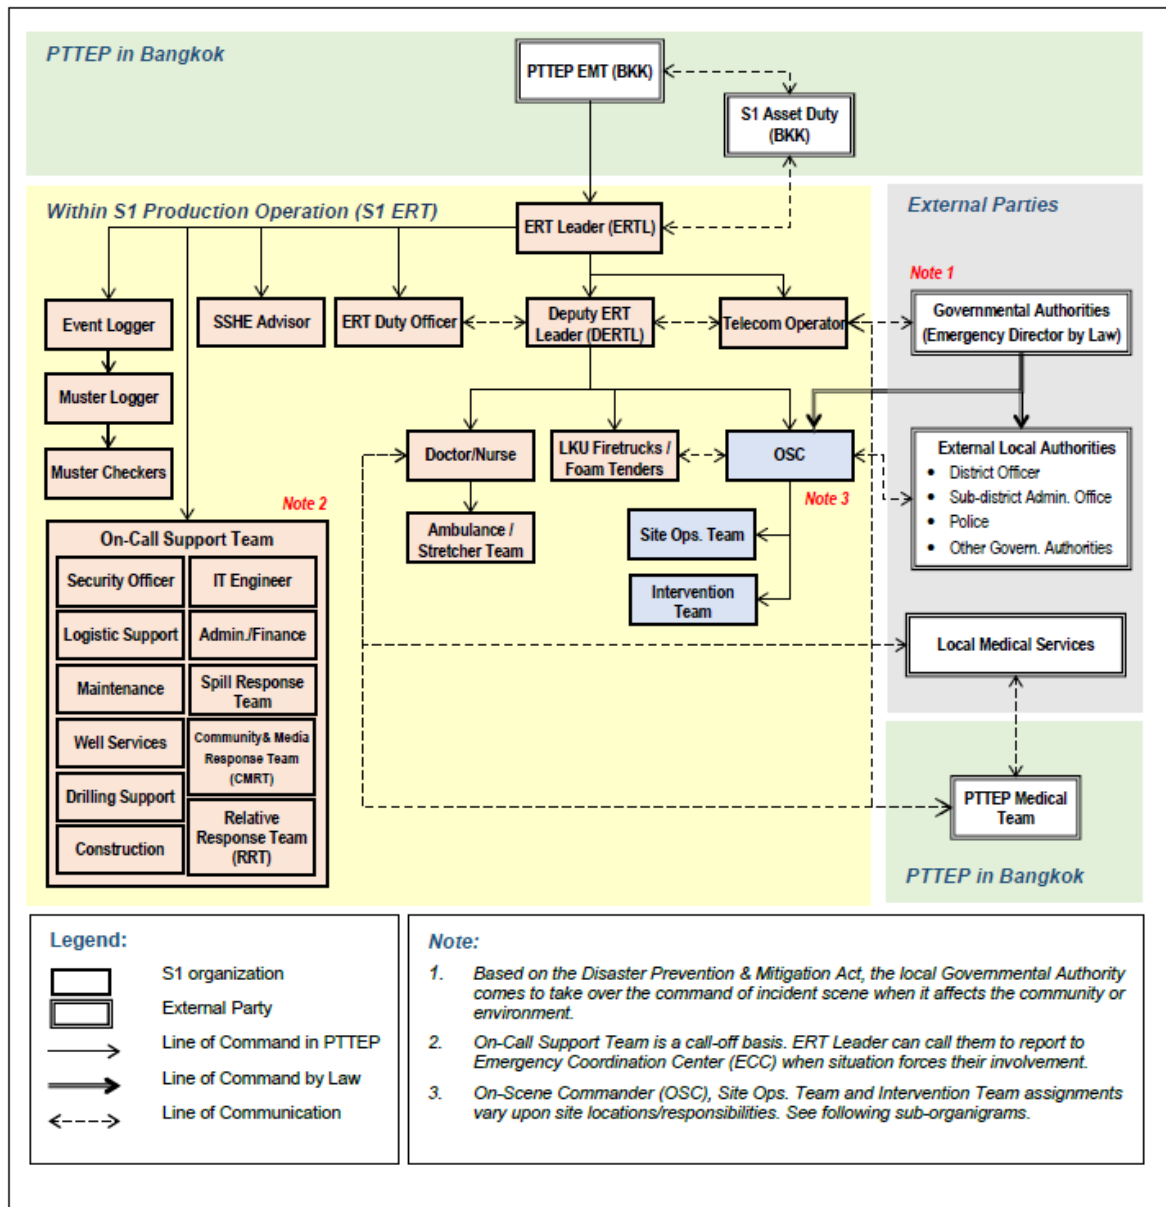 PTTEP in Bangkok
PTTEP EMT (BKK)
S1 Asset Duty
(BKK)
Within S1 Production Operation (S1 ERT)
ERT Leader (ERTL)
External Parties
Note 1
Event Logger
SSHE Advisor
ERT Duty Officer
Deputy ERT
Leader (DERTL)
Telecom Operator
Governmental Authorities
(Emergency Director by Law)
Muster Logger
Muster Checkers
Doctor/Nurse
LKU Firetrucks /
Foam Tenders
OSC
Note 3
External Local Authorities
• District Officer
• Sub-district Admin. Office
• Police
• Other Govern. Authorities
Ambulance /
Stretcher Team
Site Ops. Team
Intervention
Team
Note 2
On-Call Support Team
Security Officer
IT Engineer
Logistic Support
Admin./Finance
Maintenance
Spill Response
Team
Well Services
Community& Media
Response Team
(CMRT)
Drilling Support
Construction
Relative
Response Team
(RRT)
Local Medical Services
PTTEP Medical
Team
PTTEP in Bangkok
Legend:
S1 organization
External Party
Line of Command in PTTEP
Line of Command by Law
Line of Communication
Note:
1. Based on the Disaster Prevention & Mitigation Act, the local Governmental Authority
comes to take over the command of incident scene when it affects the community or
environment.
2. On-Call Support Team is a call-off basis. ERT Leader can call them to report to
Emergency Coordination Center (ECC) when situation forces their involvement.
3. On-Scene Commander (OSC), Site Ops. Team and Intervention Team assignments
vary upon site locations/responsibilities. See following sub-organigrams.